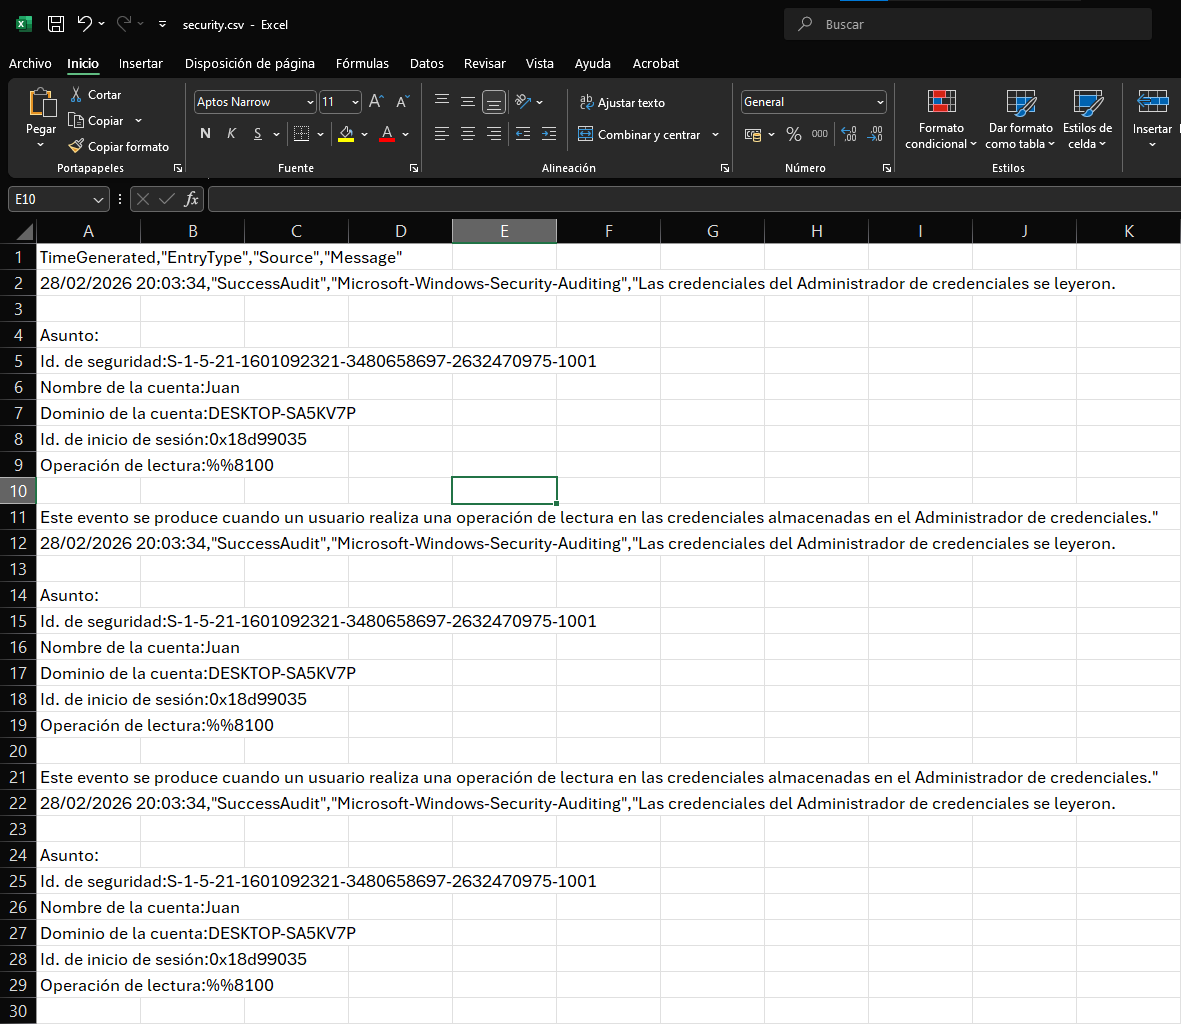 security.csv - Excel
Buscar
Archivo Inicio Insertar Disposición de página Fórmulas Datos Revisar Vista Ayuda Acrobat
Pegar
Cortar
Copiar
Copiar formato
Portapapeles
Aptos Narrow 11 A A
N K S A
Fuente
ab Ajustar texto
Combinar y centrar
Alineación
General
% 000
Número
Formato condicional
Dar formato como tabla
Estilos de celda
Estilos
Insertar
E10 fx
A B C D E F G H I J K
1 TimeGenerated,"EntryType","Source","Message"
2 28/02/2026 20:03:34,"SuccessAudit","Microsoft-Windows-Security-Auditing","Las credenciales del Administrador de credenciales se leyeron.
3
4 Asunto:
5 Id. de seguridad:S-1-5-21-1601092321-3480658697-2632470975-1001
6 Nombre de la cuenta:Juan
7 Dominio de la cuenta:DESKTOP-SA5KV7P
8 Id. de inicio de sesión:0x18d99035
9 Operación de lectura:%%8100
10
11 Este evento se produce cuando un usuario realiza una operación de lectura en las credenciales almacenadas en el Administrador de credenciales."
12 28/02/2026 20:03:34,"SuccessAudit","Microsoft-Windows-Security-Auditing","Las credenciales del Administrador de credenciales se leyeron.
13
14 Asunto:
15 Id. de seguridad:S-1-5-21-1601092321-3480658697-2632470975-1001
16 Nombre de la cuenta:Juan
17 Dominio de la cuenta:DESKTOP-SA5KV7P
18 Id. de inicio de sesión:0x18d99035
19 Operación de lectura:%%8100
20
21 Este evento se produce cuando un usuario realiza una operación de lectura en las credenciales almacenadas en el Administrador de credenciales."
22 28/02/2026 20:03:34,"SuccessAudit","Microsoft-Windows-Security-Auditing","Las credenciales del Administrador de credenciales se leyeron.
23
24 Asunto:
25 Id. de seguridad:S-1-5-21-1601092321-3480658697-2632470975-1001
26 Nombre de la cuenta:Juan
27 Dominio de la cuenta:DESKTOP-SA5KV7P
28 Id. de inicio de sesión:0x18d99035
29 Operación de lectura:%%8100
30